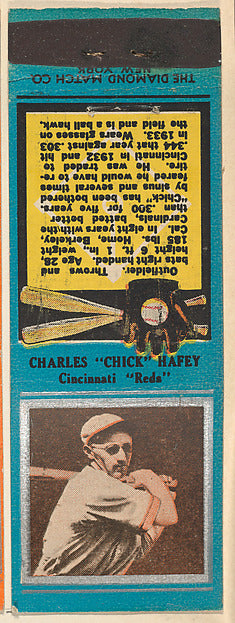 CHARLES "CHICK" HAFEY
Cincinnati "Reds"
Outfielder. Throws and
bats right handed. Age, 28,
height 6 ft. 1 in., weight
185 lbs. Home, Berkeley,
Cal. In eight years with the
Cardinals, batted better
than .300 for five years.
"Chick" has been bothered
by sinus and several times
feared he would have to re-
tire. He was traded to
Cincinnati in 1932 and hit
.344 that year against .303
in 1933. Wears glasses on
the field and is ball hawk.
THE DIAMOND MATCH CO.
NEW YORK